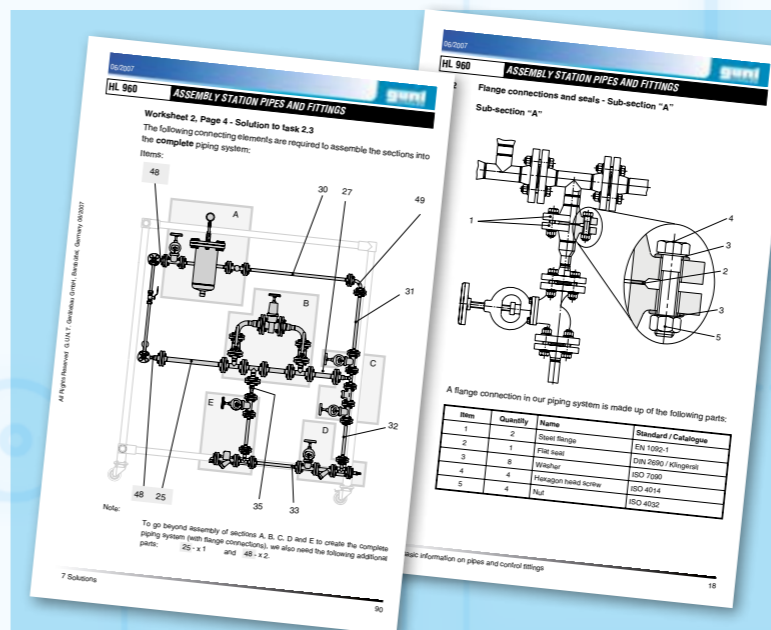 06/2007
gunt
HL 960
ASSEMBLY STATION PIPES AND FITTINGS
Worksheet 2, Page 4 - Solution to task 2.3
The following connecting elements are required to assemble the sections into
the complete piping system:
Items:
48
30
27
49
A
B
31
C
E
D
32
48 25
35
33
All Rights Reserved G.U.N.T. Gerätebau GmbH, Barsbüttel, Germany 06/2007
Note:
To go beyond assembly of sections A, B, C, D and E to create the complete
piping system (with flange connections), we also need the following additional
parts: 25 - x 1 and 48 - x 2.
7 Solutions
90
06/2007
gunt
HL 960
ASSEMBLY STATION PIPES AND FITTINGS
Flange connections and seals - Sub-section "A"
Sub-section "A"
1
4
3
2
3
5
A flange connection in our piping system is made up of the following parts:
Item Quantity Name Standard / Catalogue
1 2 Steel flange EN 1092-1
2 1 Flat seal DIN 2690 / Klingersil
3 8 Washer ISO 7090
4 4 Hexagon head screw ISO 4014
5 4 Nut ISO 4032
basic information on pipes and control fittings
18